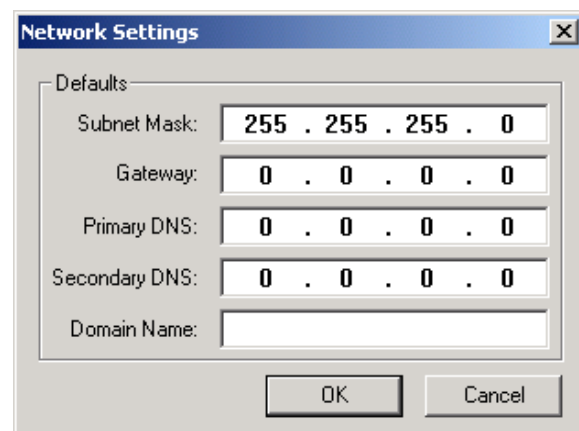 Network Settings
Defaults
Subnet Mask: 255 . 255 . 255 . 0
Gateway: 0 . 0 . 0 . 0
Primary DNS: 0 . 0 . 0 . 0
Secondary DNS: 0 . 0 . 0 . 0
Domain Name:
OK Cancel